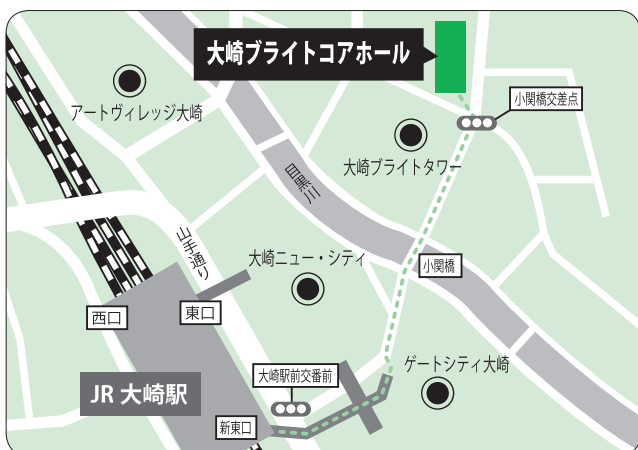 大崎ブライトコアホール
アートヴィレッジ大崎
小関橋交差点
大崎ブライトタワー
目黒川
山手通り
大崎ニュー・シティ
小関橋
西口
東口
ゲートシティ大崎
大崎駅前交番前
JR 大崎駅
新東口